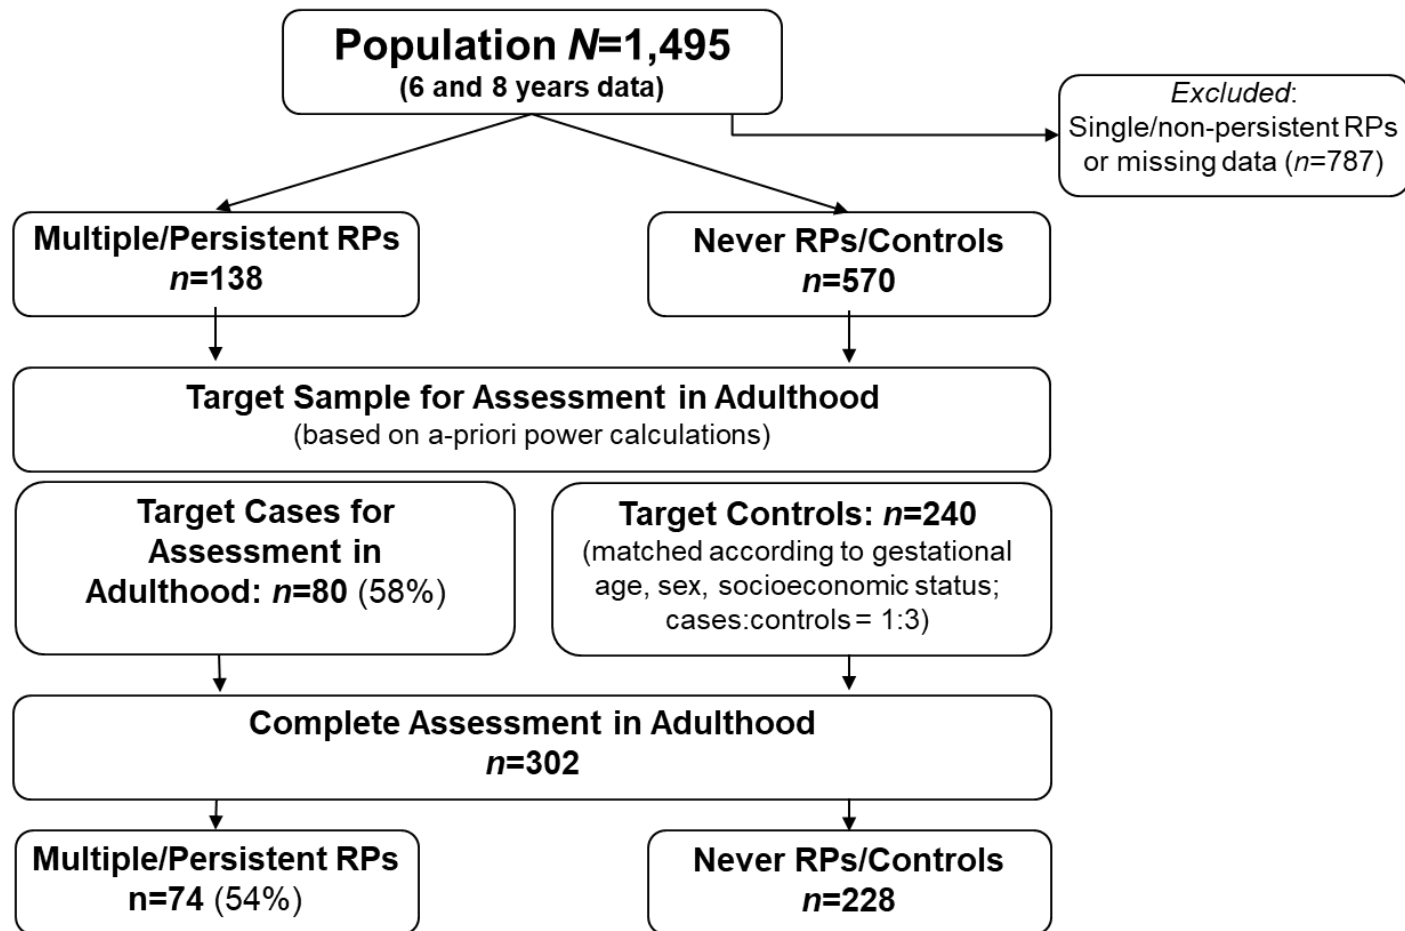 Population N=1,495
(6 and 8 years data)
Excluded:
Single/non-persistent RPs
or missing data (n=787)
Multiple/Persistent RPs
n=138
Never RPs/Controls
n=570
Target Sample for Assessment in Adulthood
(based on a-priori power calculations)
Target Cases for
Assessment in
Adulthood: n=80 (58%)
Target Controls: n=240
(matched according to gestational
age, sex, socioeconomic status;
cases:controls = 1:3)
Complete Assessment in Adulthood
n=302
Multiple/Persistent RPs
n=74 (54%)
Never RPs/Controls
n=228